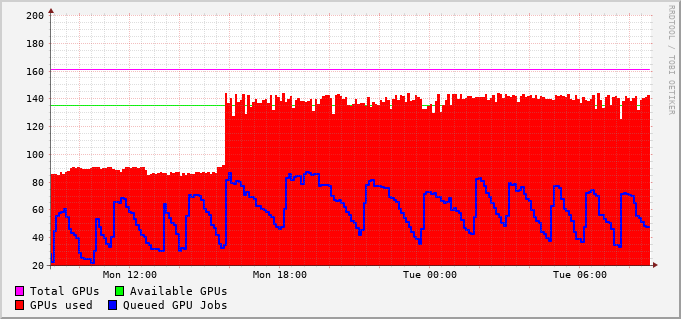 RRDTOOL / TOBI OETIKER
200
180
160
140
120
100
80
60
40
20
Mon 12:00 Mon 18:00 Tue 00:00 Tue 06:00
Total GPUs Available GPUs
GPUs used Queued GPU Jobs